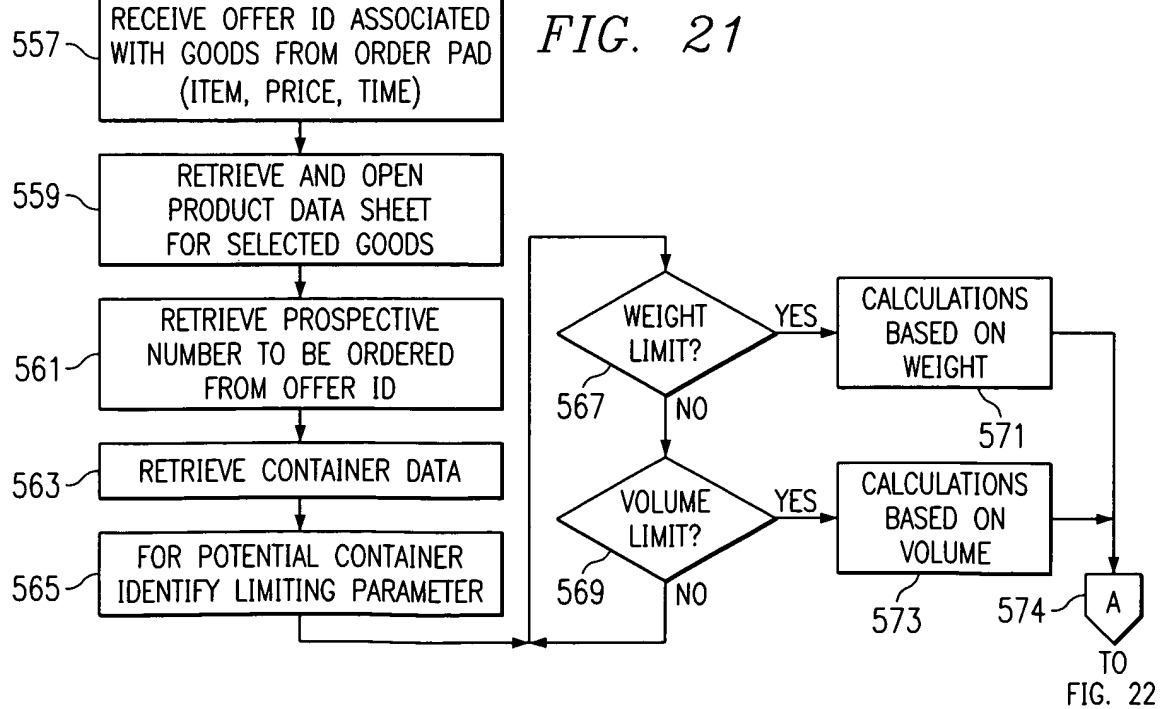 FIG. 21
557
RECEIVE OFFER ID ASSOCIATED
WITH GOODS FROM ORDER PAD
(ITEM, PRICE, TIME)
559
RETRIEVE AND OPEN
PRODUCT DATA SHEET
FOR SELECTED GOODS
561
RETRIEVE PROSPECTIVE
NUMBER TO BE ORDERED
FROM OFFER ID
563
RETRIEVE CONTAINER DATA
565
FOR POTENTIAL CONTAINER
IDENTIFY LIMITING PARAMETER
WEIGHT
LIMIT?
567
YES
NO
CALCULATIONS
BASED ON
WEIGHT
571
VOLUME
LIMIT?
569
YES
NO
CALCULATIONS
BASED ON
VOLUME
573
574
A
TO
FIG. 22